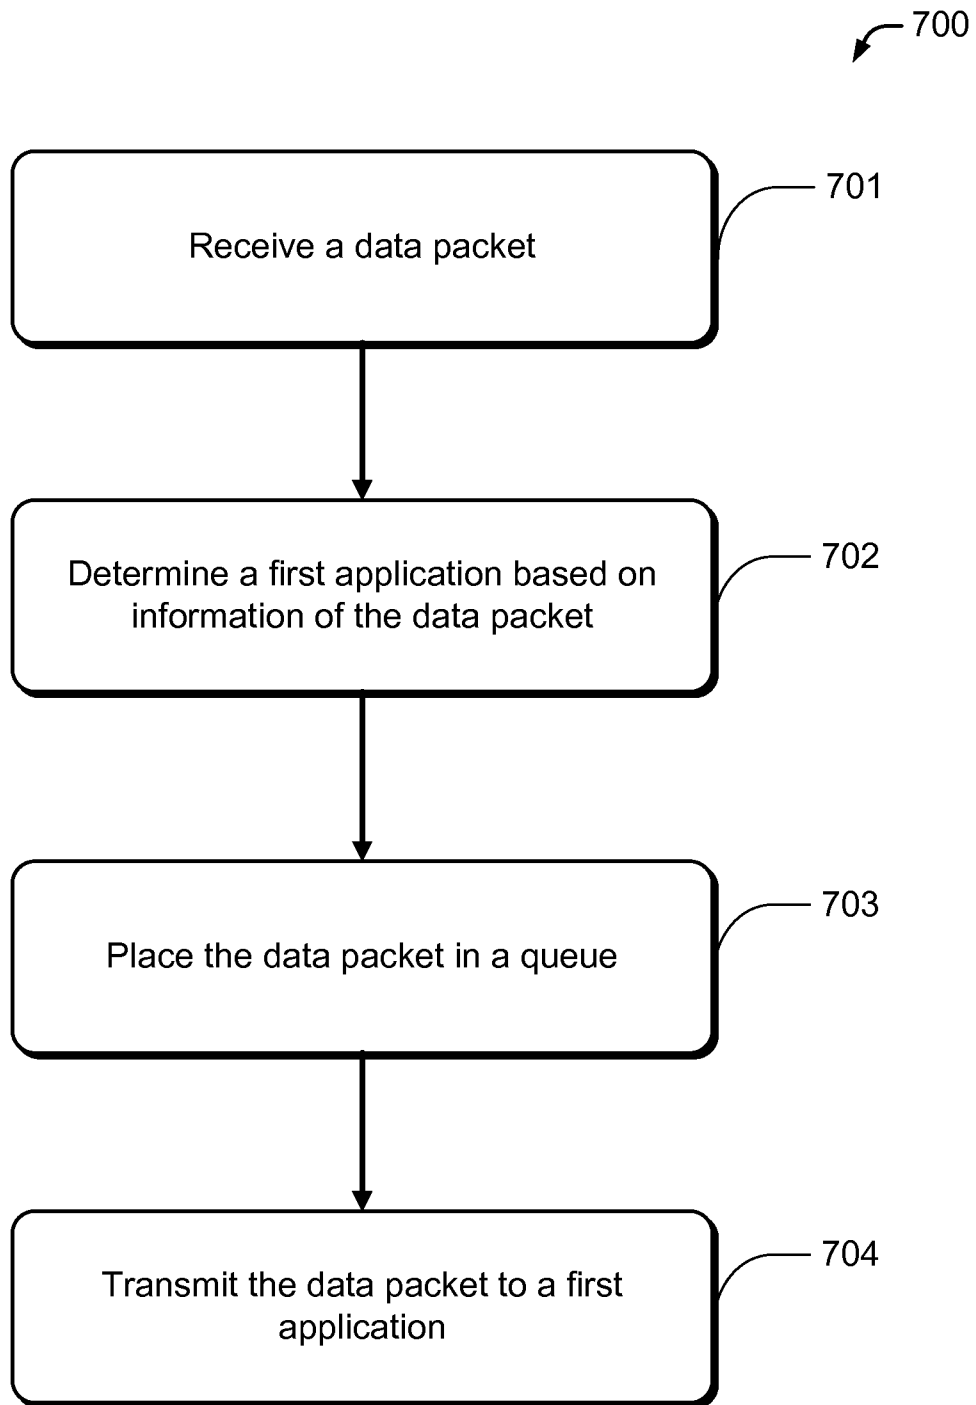 700
Receive a data packet
701
Determine a first application based on
information of the data packet
702
Place the data packet in a queue
703
Transmit the data packet to a first
application
704